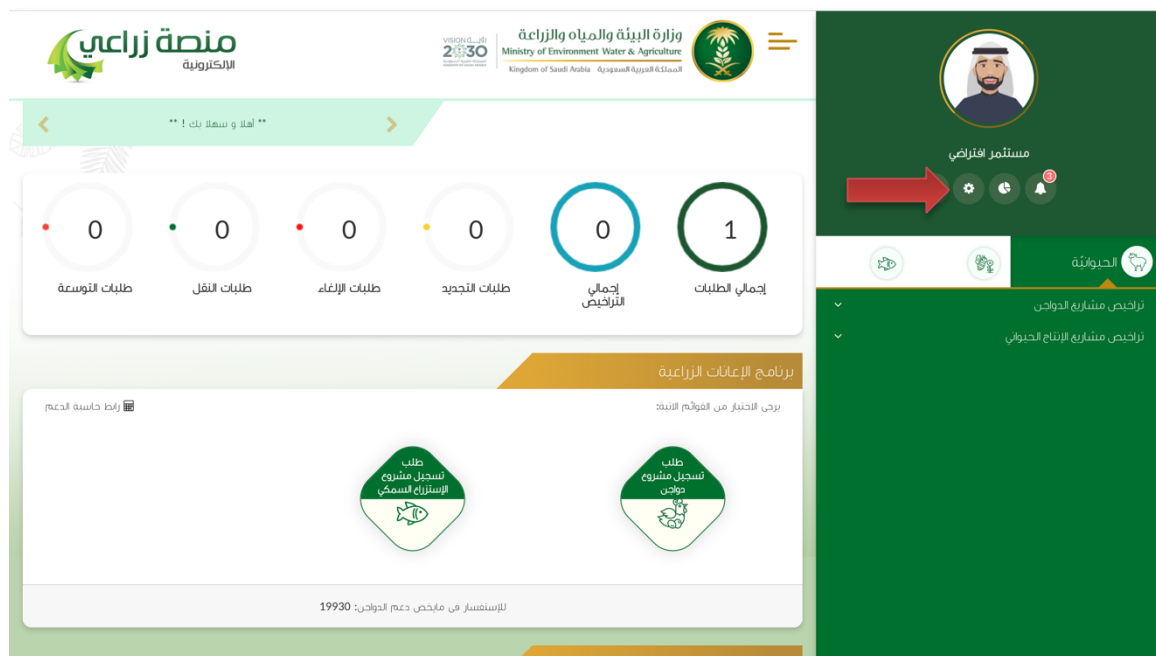 منصة زراعي
الإلكترونية
VISION رؤيــة
2030
وزارة البيئة والمياه والزراعة
Ministry of Environment Water & Agriculture
Kingdom of Saudi Arabia المملكة العربية السعودية
** أهلا و سهلا بك ! **
مستثمر افتراضي
3
الحيوانيّة
تراخيص مشاريع الدواجن
تراخيص مشاريع الإنتاج الحيواني
1
0
0
0
0
0
إجمالي الطلبات
إجمالي
التراخيص
طلبات التجديد
طلبات الإلغاء
طلبات النقل
طلبات التوسعة
برنامج الإعانات الزراعية
يرجى الاختيار من القوائم الاتية:
رابط حاسبة الدعم
طلب
تسجيل مشروع
دواجن
طلب
تسجيل مشروع
الإستزراع السمكي
للإستفسار في مايخص دعم الدواجن: 19930